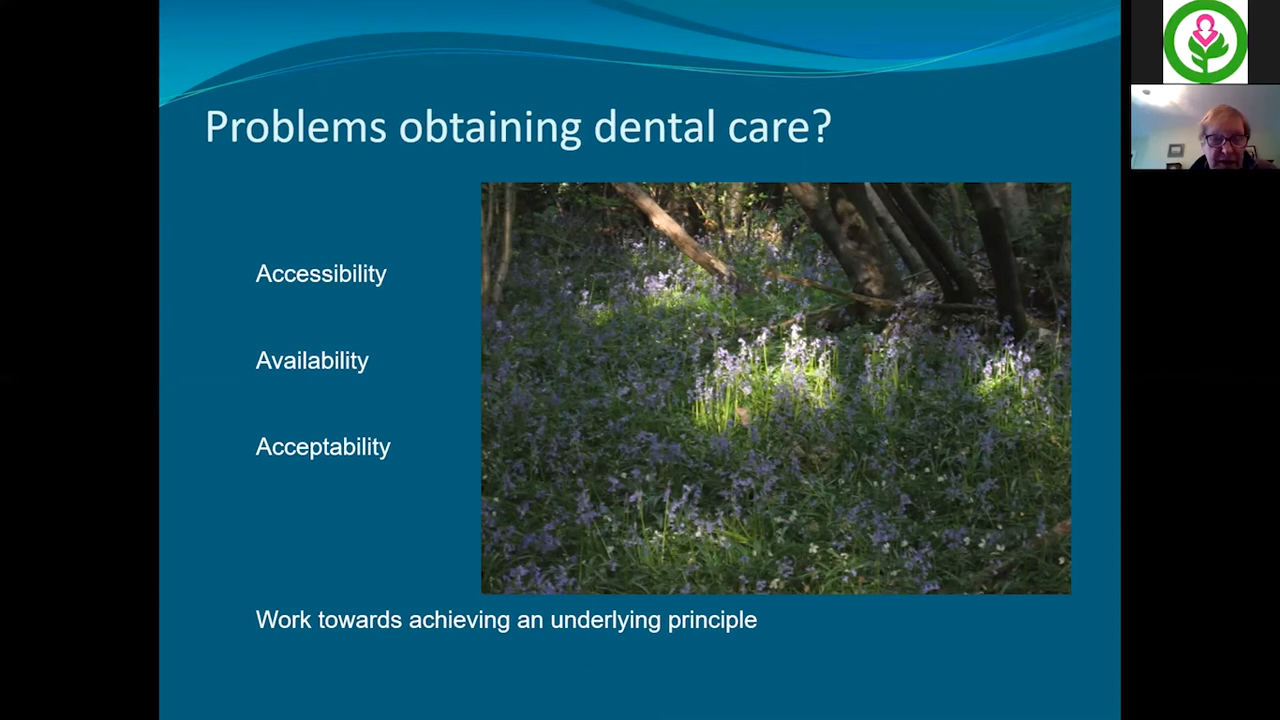 Problems obtaining dental care?
Accessibility
Availability
Acceptability
Work towards achieving an underlying principle